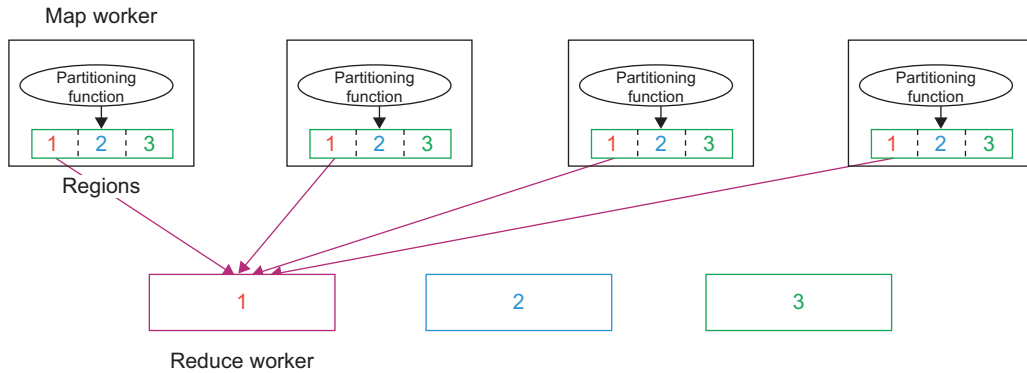 Map worker
Partitioning
function
Partitioning
function
Partitioning
function
Partitioning
function
1 2 3
1 2 3
1 2 3
1 2 3
Regions
1
2
3
Reduce worker